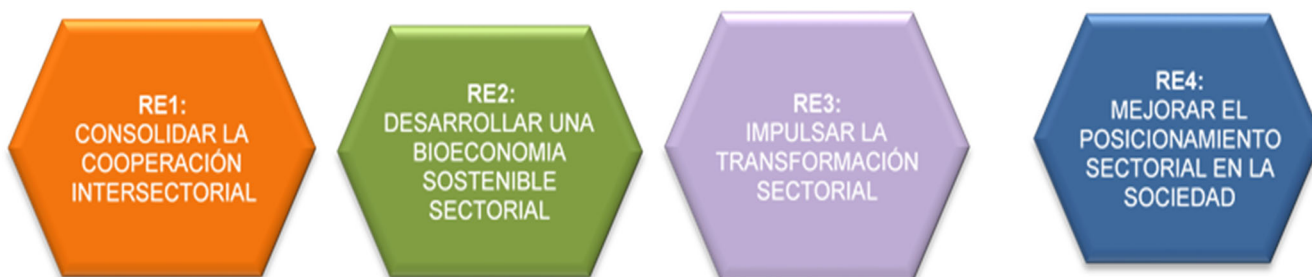 RE1:
CONSOLIDAR LA
COOPERACIÓN
INTERSECTORIAL
RE2:
DESARROLLAR UNA
BIOECONOMIA
SOSTENIBLE
SECTORIAL
RE3:
IMPULSAR LA
TRANSFORMACIÓN
SECTORIAL
RE4:
MEJORAR EL
POSICIONAMIENTO
SECTORIAL EN LA
SOCIEDAD